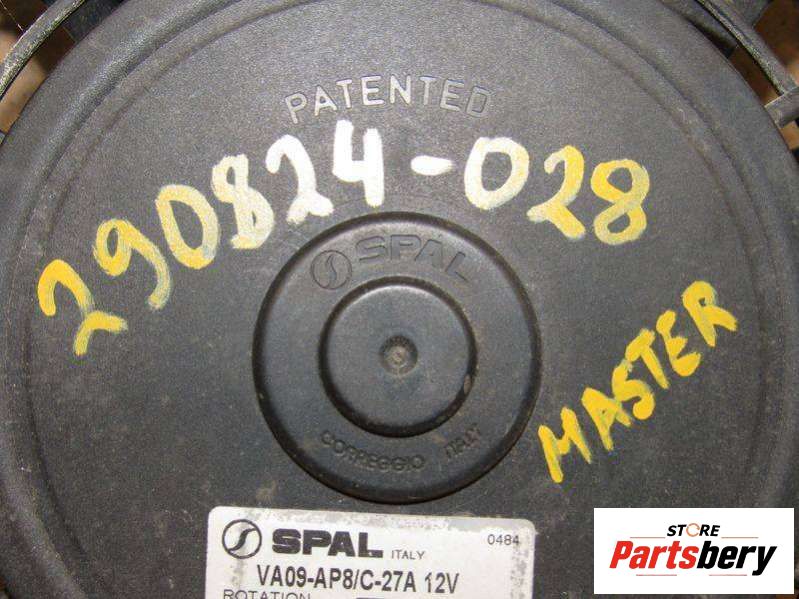 PATENTED
290824-028
SPAL
CORREGGIO ITALY
MASTER
SPAL ITALY 0484
VA09-AP8/C-27A 12V
ROTATION
STORE
Partsbery